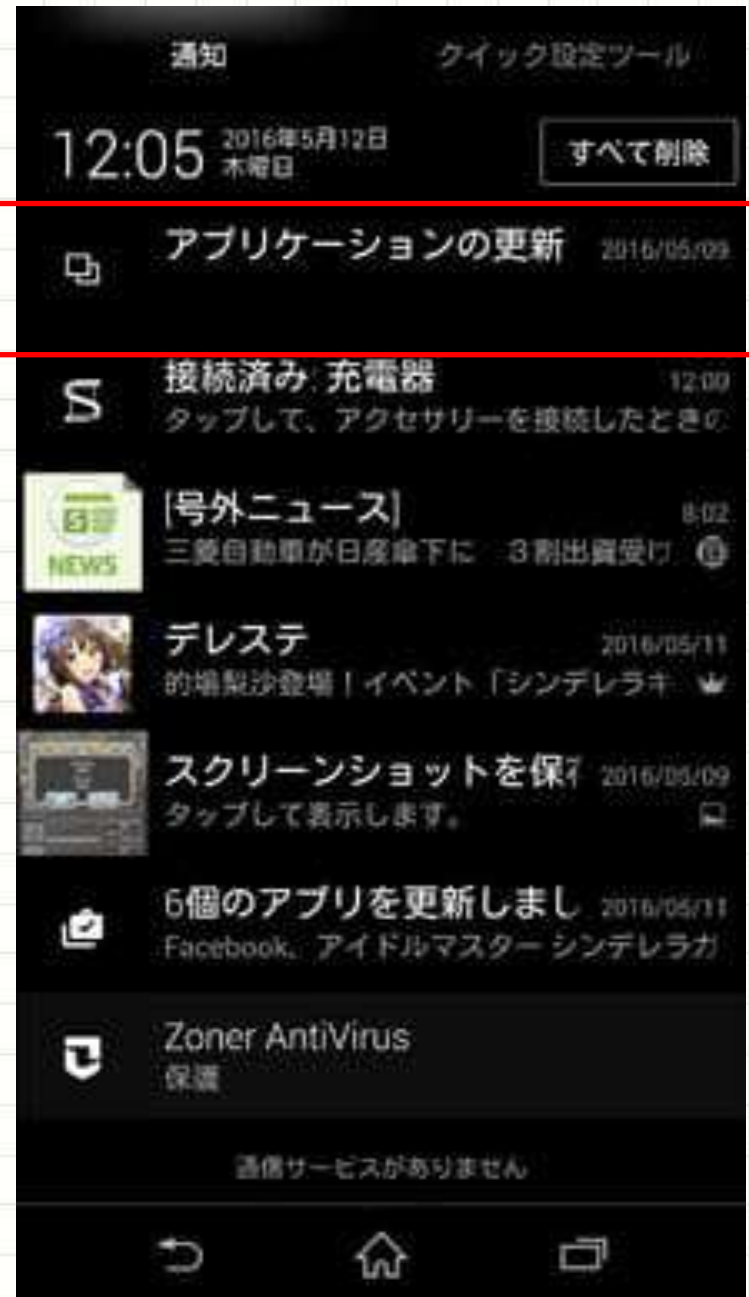 通知
クイック設定ツール
12:05
2016年5月12日
木曜日
すべて削除
アプリケーションの更新
2016/05/09
接続済み: 充電器
12:00
タップして、アクセサリーを接続したときの
[号外ニュース]
8:02
三菱自動車が日産傘下に　3割出資受け
NEWS
デレステ
2016/05/11
的場梨沙登場！イベント「シンデレラキ
スクリーンショットを保
2016/05/09
タップして表示します。
6個のアプリを更新しまし
2016/05/11
Facebook、アイドルマスター シンデレラガ
Zoner AntiVirus
保護
通信サービスがありません